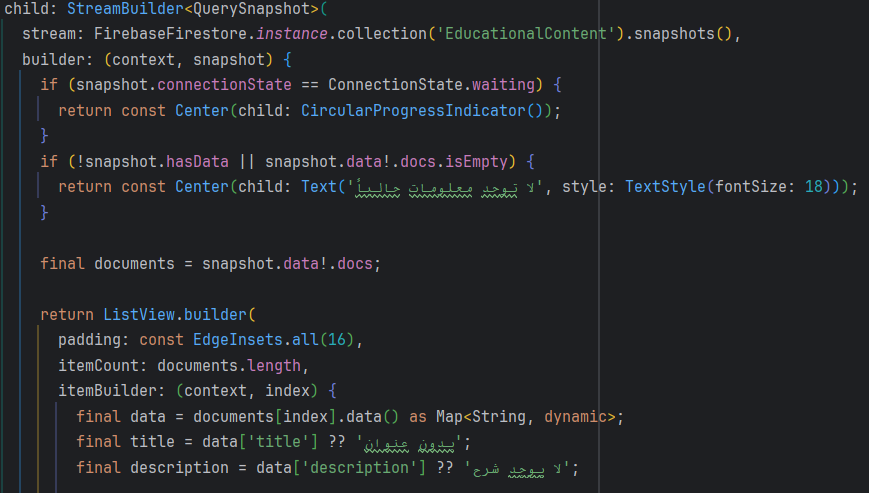 child: StreamBuilder<QuerySnapshot>(
stream: FirebaseFirestore.instance.collection('EducationalContent').snapshots(),
builder: (context, snapshot) {
if (snapshot.connectionState == ConnectionState.waiting) {
return const Center(child: CircularProgressIndicator());
}
if (!snapshot.hasData || snapshot.data!.docs.isEmpty) {
return const Center(child: Text('لا توجد معلومات حالياً', style: TextStyle(fontSize: 18)));
}
final documents = snapshot.data!.docs;
return ListView.builder(
padding: const EdgeInsets.all(16),
itemCount: documents.length,
itemBuilder: (context, index) {
final data = documents[index].data() as Map<String, dynamic>;
final title = data['title'] ?? 'بدون عنوان';
final description = data['description'] ?? 'لا يوجد شرح';